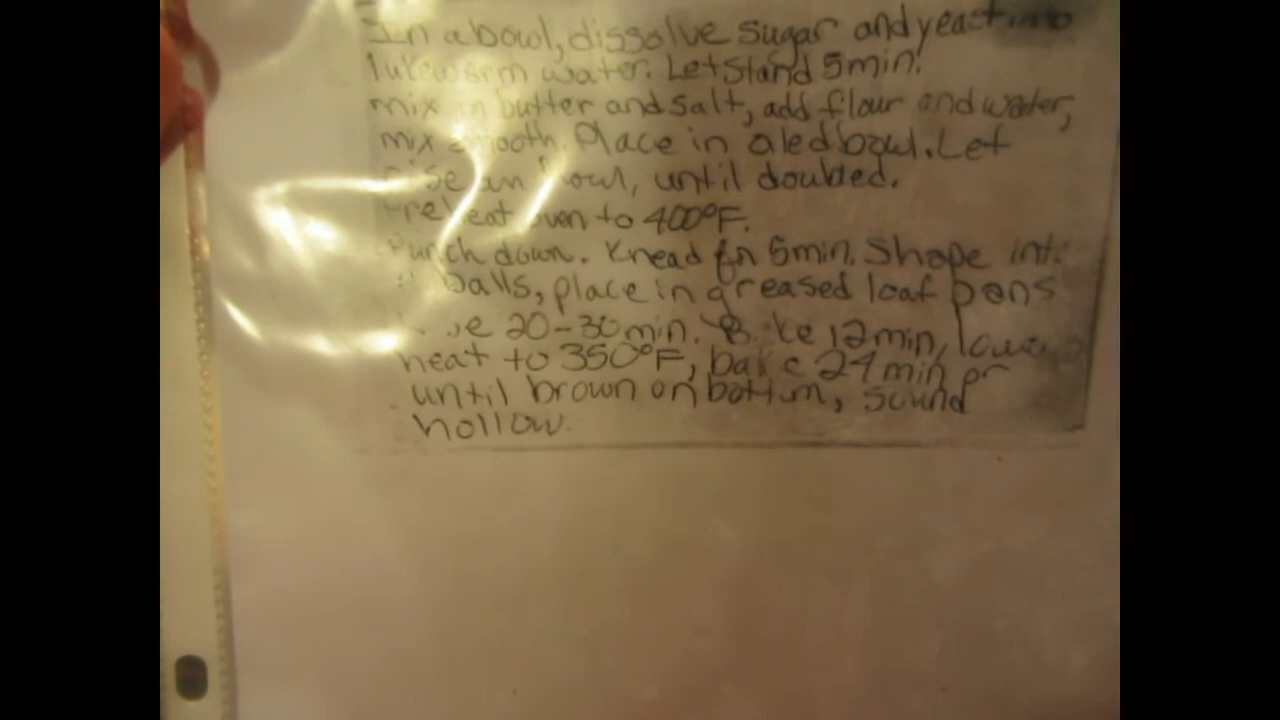 In a bowl, dissolve sugar and yeast into
lukewarm water. Let stand 5 min.
mix in butter and salt, add flour and water,
mix smooth. Place in oiled bowl. Let
rise an hour, until doubled.
Preheat oven to 400°F.
Punch down. Knead for 5 min. Shape into
balls, place in greased loaf pans
20-30 min. Bake 12 min, lower
heat to 350°F, bake 24 min or
until brown on bottom, sound
hollow.